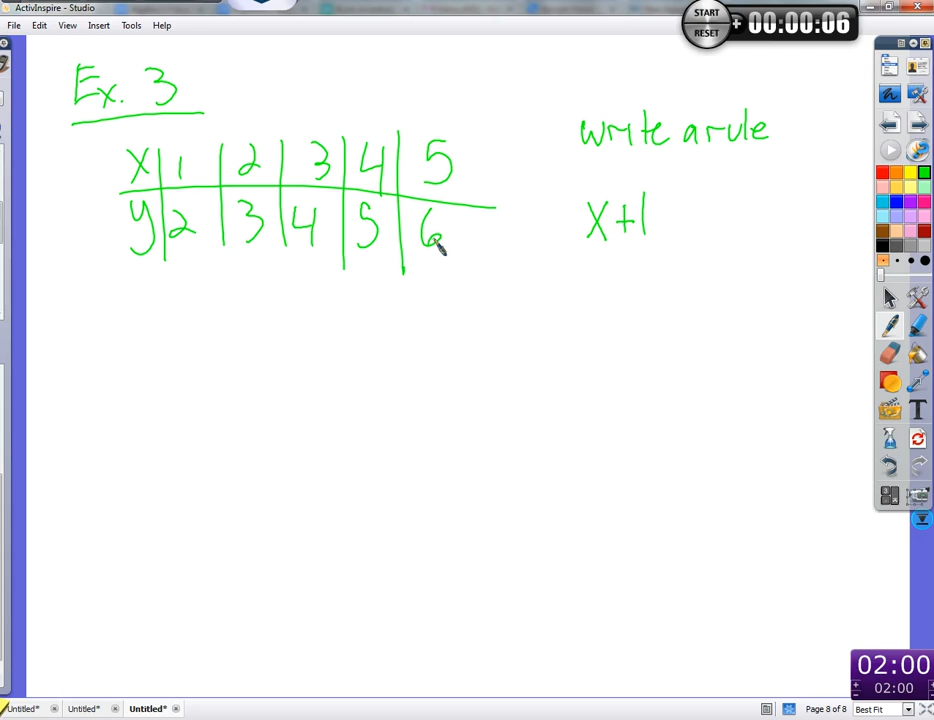 ActivInspire - Studio
START
RESET
00:00:06
File Edit View Insert Tools Help
Ex. 3
write a rule
x 1 2 3 4 5
y 2 3 4 5 6
x+1
02:00
02:00
Untitled* Untitled* Untitled*
Page 8 of 8
Best Fit